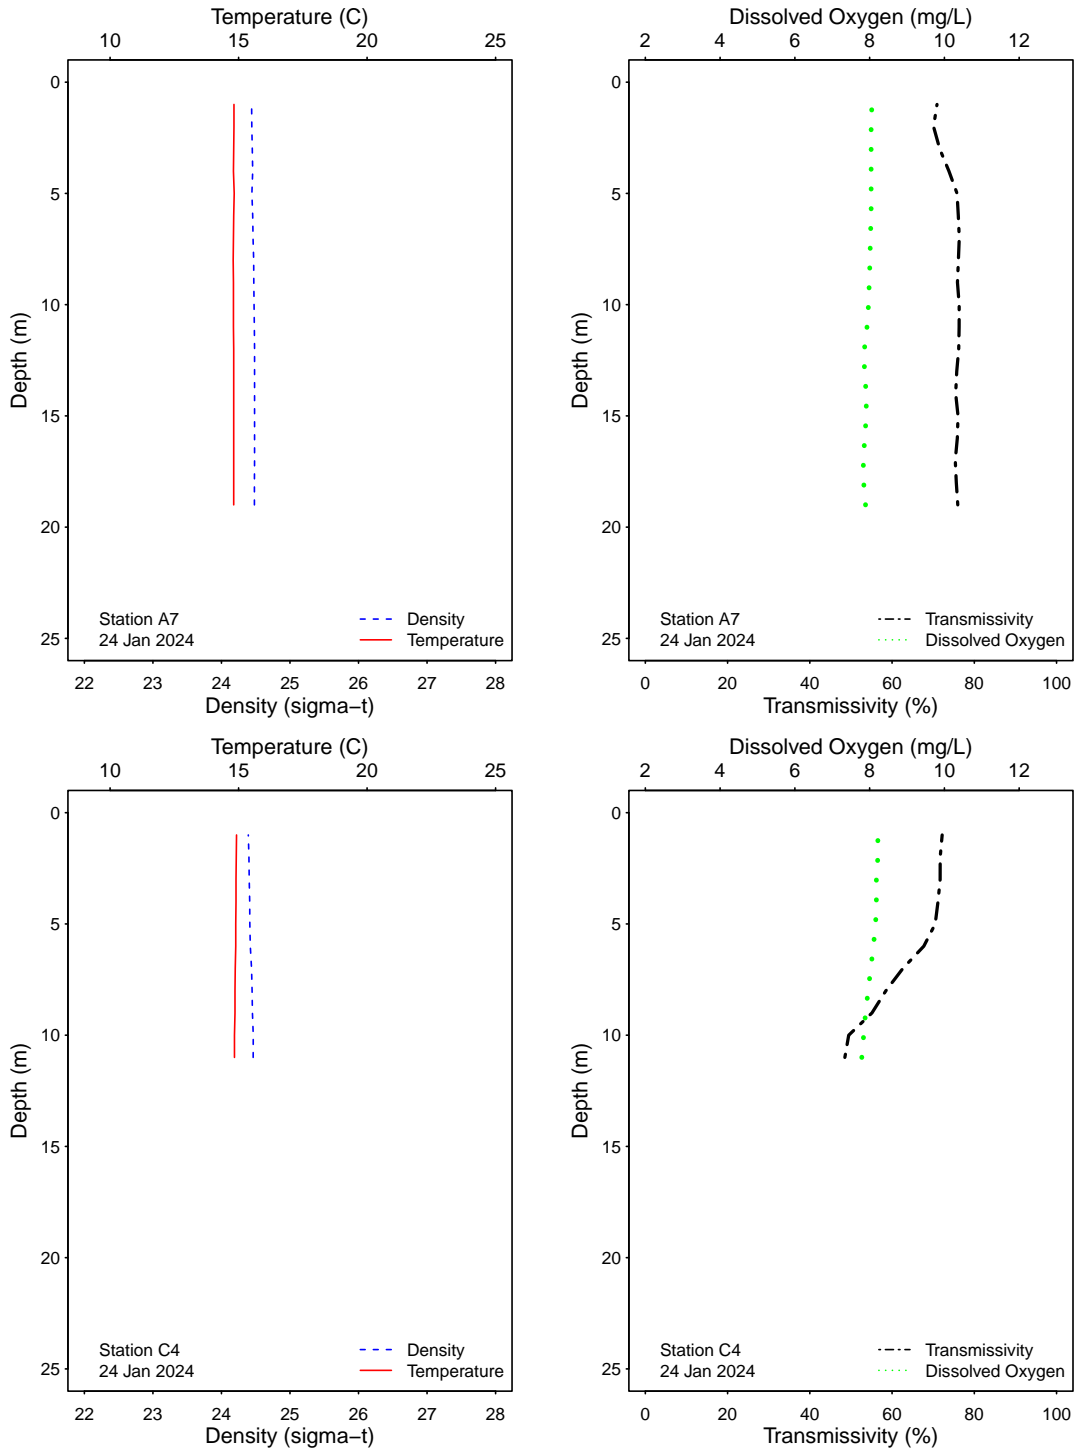 Temperature (C)
10 15 20 25
0
5
10
15
20
25
Depth (m)
Station A7
24 Jan 2024
Density
Temperature
22 23 24 25 26 27 28
Density (sigma−t)
Dissolved Oxygen (mg/L)
2 4 6 8 10 12
0
5
10
15
20
25
Depth (m)
Station A7
24 Jan 2024
Transmissivity
Dissolved Oxygen
0 20 40 60 80 100
Transmissivity (%)
Temperature (C)
10 15 20 25
0
5
10
15
20
25
Depth (m)
Station C4
24 Jan 2024
Density
Temperature
22 23 24 25 26 27 28
Density (sigma−t)
Dissolved Oxygen (mg/L)
2 4 6 8 10 12
0
5
10
15
20
25
Depth (m)
Station C4
24 Jan 2024
Transmissivity
Dissolved Oxygen
0 20 40 60 80 100
Transmissivity (%)